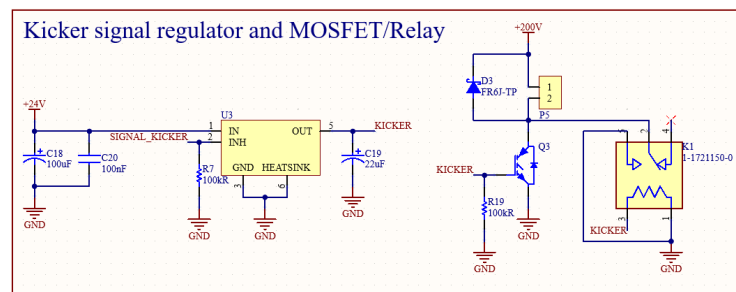 Kicker signal regulator and MOSFET/Relay
+200V
D3
FR6J-TP
1
2
P5
+24V
U3
1
IN
OUT
5
KICKER
SIGNAL_KICKER
2
INH
C18
100uF
C20
100nF
R7
100kR
GND
HEATSINK
3
6
C19
22uF
GND
GND
GND
GND
Q3
KICKER
R19
100kR
GND
GND
5
2
4
K1
1-1721150-0
3
1
KICKER
GND